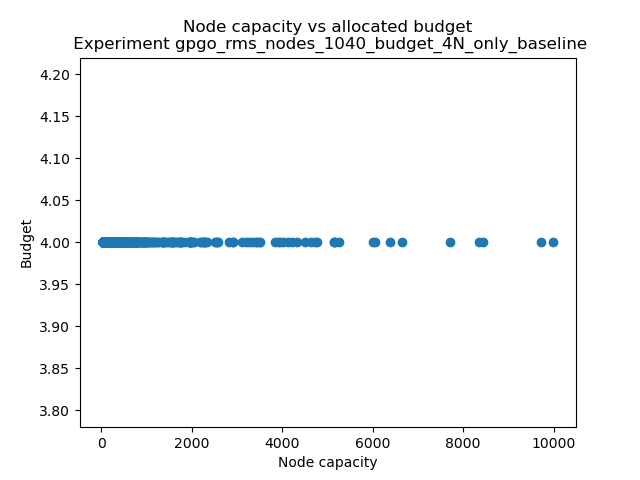 Node capacity vs allocated budget
Experiment gpgo_rms_nodes_1040_budget_4N_only_baseline
4.20
4.15
4.10
4.05
4.00
3.95
3.90
3.85
3.80
Budget
0 2000 4000 6000 8000 10000
Node capacity